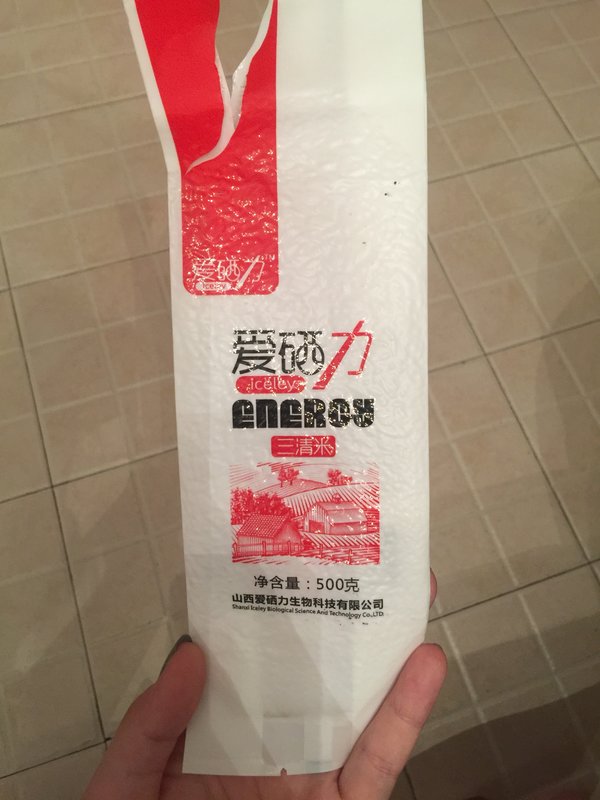 爱硒力
iceley
爱硒力
iceley
ENERGY
三清米
净含量：500克
山西爱硒力生物科技有限公司
Shanxi Iceley Biological Science And Technology Co.,LTD.